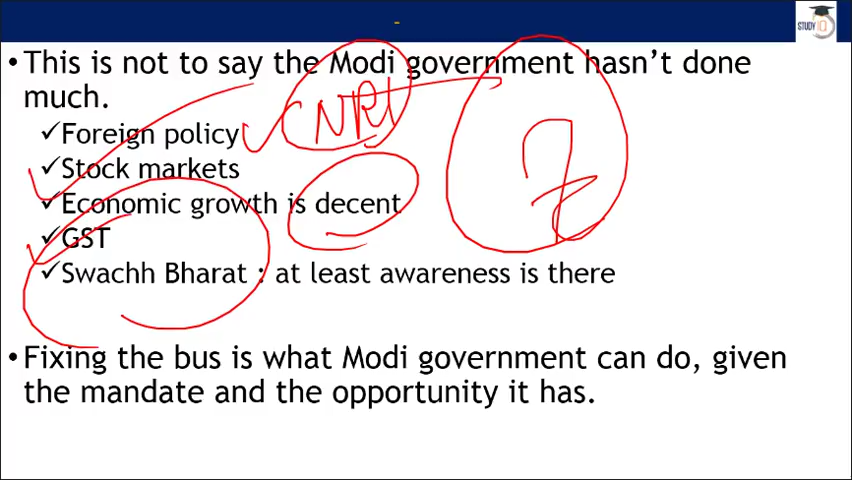 STUDY IQ
• This is not to say the Modi government hasn't done
much.
✓Foreign policy
✓Stock markets
✓Economic growth is decent
✓GST
✓Swachh Bharat : at least awareness is there
NRI
• Fixing the bus is what Modi government can do, given
the mandate and the opportunity it has.